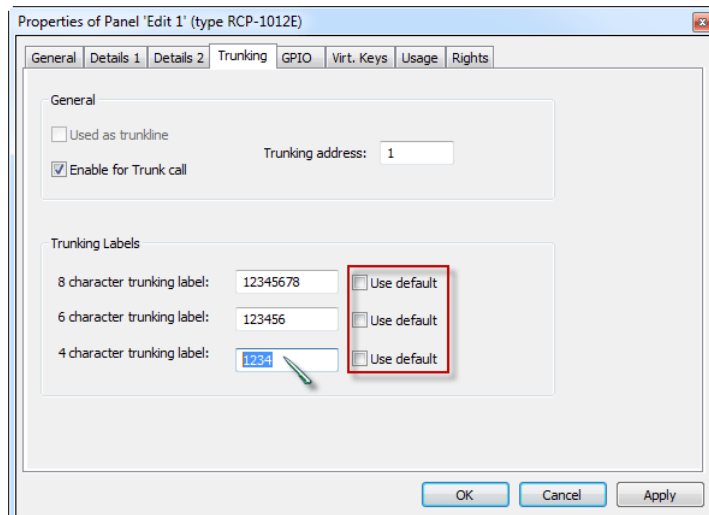 Properties of Panel 'Edit 1' (type RCP-1012E)
General Details 1 Details 2 Trunking GPIO Virt. Keys Usage Rights
General
Used as trunkline
Trunking address: 1
Enable for Trunk call
Trunking Labels
8 character trunking label: 12345678 Use default
6 character trunking label: 123456 Use default
4 character trunking label: 1234 Use default
OK Cancel Apply